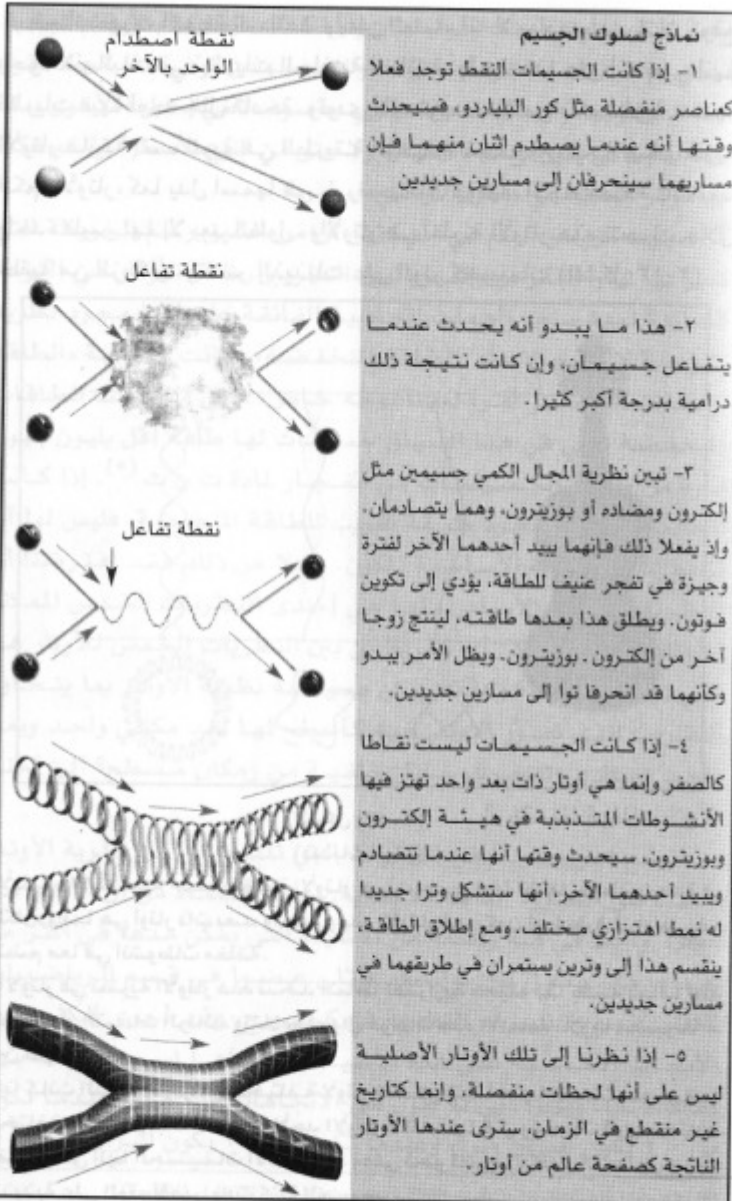 نماذج لسلوك الجسيم
١- إذا كانت الجسيمات النقط توجد فعلا
كعناصر منفصلة مثل كور البلياردو، فسيحدث
وقتها أنه عندما يصطدم اثنان منهما فإن
مساريهما سينحرفان إلى مسارين جديدين
نقطة اصطدام
الواحد بالآخر
٢- هذا ما يبدو أنه يحدث عندما
يتفاعل جسيمان، وإن كانت نتيجة ذلك
درامية بدرجة أكبر كثيرا.
نقطة تفاعل
٣- تبين نظرية المجال الكمي جسيمين مثل
إلكترون ومضاده أو بوزيترون، وهما يتصادمان،
وإذ يفعلا ذلك فإنهما يبيد أحدهما الآخر لفترة
وجيزة في تفجر عنيف للطاقة، يؤدي إلى تكوين
فوتون. ويطلق هذا بعدها طاقته، لينتج زوجا
آخر من إلكترون . بوزيترون. ويظل الأمر يبدو
وكأنهما قد انحرفا توا إلى مسارين جديدين.
نقطة تفاعل
٤- إذا كانت الجسيمات ليست نقاطا
كالصفر وإنما هي أوتار ذات بعد واحد تهتز فيها
الأنشوطات المتذبذبة في هيئة إلكترون
وبوزيترون، سيحدث وقتها أنها عندما تتصادم
ويبيد أحدهما الآخر، أنها ستشكل وترا جديدا
له نمط اهتزازي مختلف، ومع إطلاق الطاقة،
ينقسم هذا إلى وترين يستمران في طريقهما في
مسارين جديدين.
٥- إذا نظرنا إلى تلك الأوتار الأصلية
ليس على أنها لحظات منفصلة، وإنما كتاريخ
غير منقطع في الزمان، سنرى عندها الأوتار
الناتجة كصفحة عالم من أوتار.